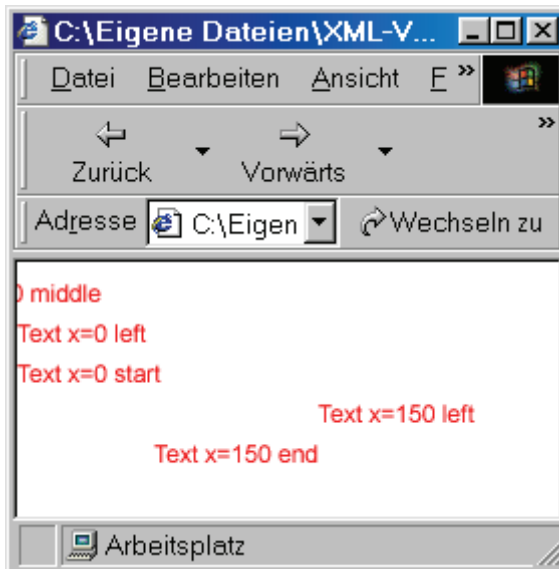 C:\Eigene Dateien\XML-V...
Datei Bearbeiten Ansicht F »
Zurück Vorwärts »
Adresse C:\Eigen Wechseln zu
0 middle
Text x=0 left
Text x=0 start
Text x=150 left
Text x=150 end
Arbeitsplatz